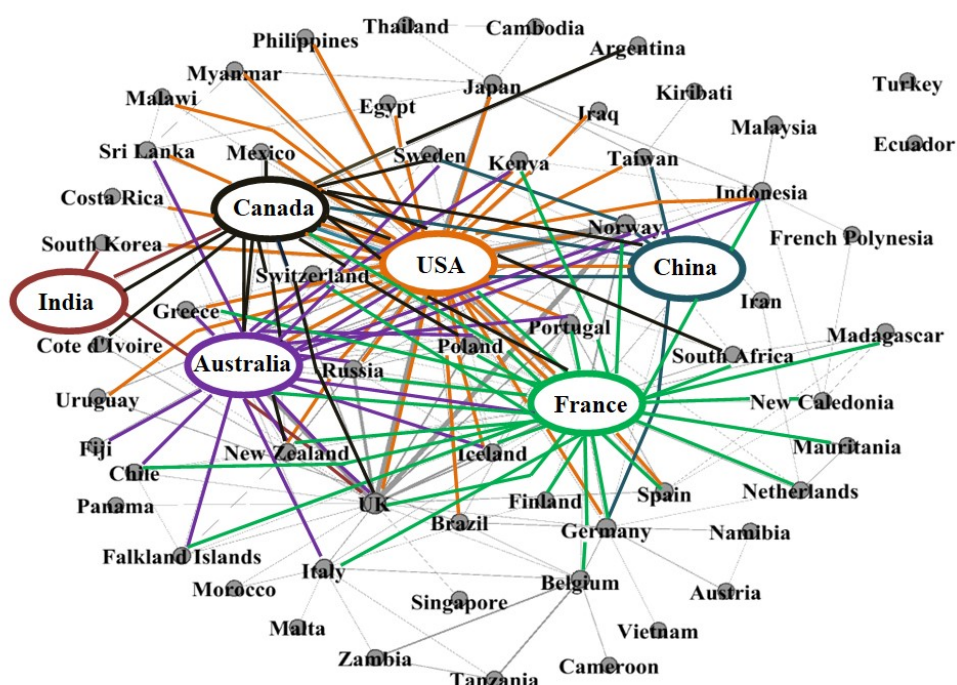 Thailand
Cambodia
Philippines
Argentina
Myanmar
Japan
Turkey
Malawi
Egypt
Kiribati
Iraq
Malaysia
Sri Lanka
Mexico
Sweden
Kenya
Taiwan
Ecuador
Costa Rica
Canada
Indonesia
South Korea
Norway
French Polynesia
Switzerland
USA
China
India
Greece
Iran
Cote d'Ivoire
Portugal
Madagascar
Australia
Poland
South Africa
Russia
Uruguay
France
New Caledonia
Fiji
New Zealand
Iceland
Mauritania
Chile
Panama
UK
Finland
Spain
Netherlands
Brazil
Germany
Namibia
Falkland Islands
Italy
Belgium
Morocco
Singapore
Austria
Malta
Vietnam
Zambia
Cameroon
Tanzania